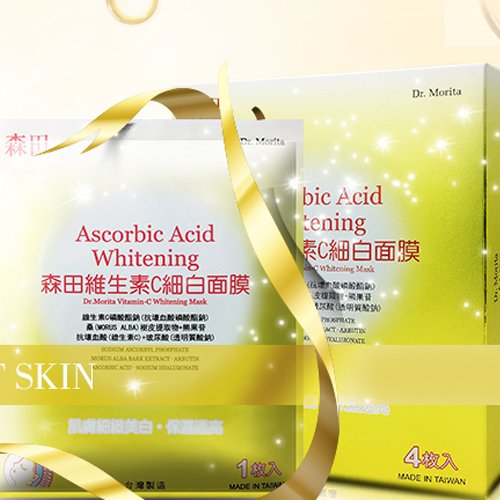 Dr. Morita
森田
Dr. Morita
Ascorbic Acid
Whitening
森田維生素C細白面膜
Dr.Morita Vitamin-C Whitening Mask
維生素C磷酸酯鈉(抗壞血酸磷酸酯鈉)
桑(MORUS ALBA)樹皮提取物•熊果苷
抗壞血酸(維生素C)+玻尿酸(透明質酸鈉)
SODIUM ASCORBYL PHOSPHATE
MORUS ALBA BARK EXTRACT · ARBUTIN
ASCORBIC ACID · SODIUM HYALURONATE
T SKIN
1枚入
台灣製造
MADE IN TAIWAN
bic Acid
tening
素C細白面膜
n-C Whitening Mask
4枚入
MADE IN TAIWAN